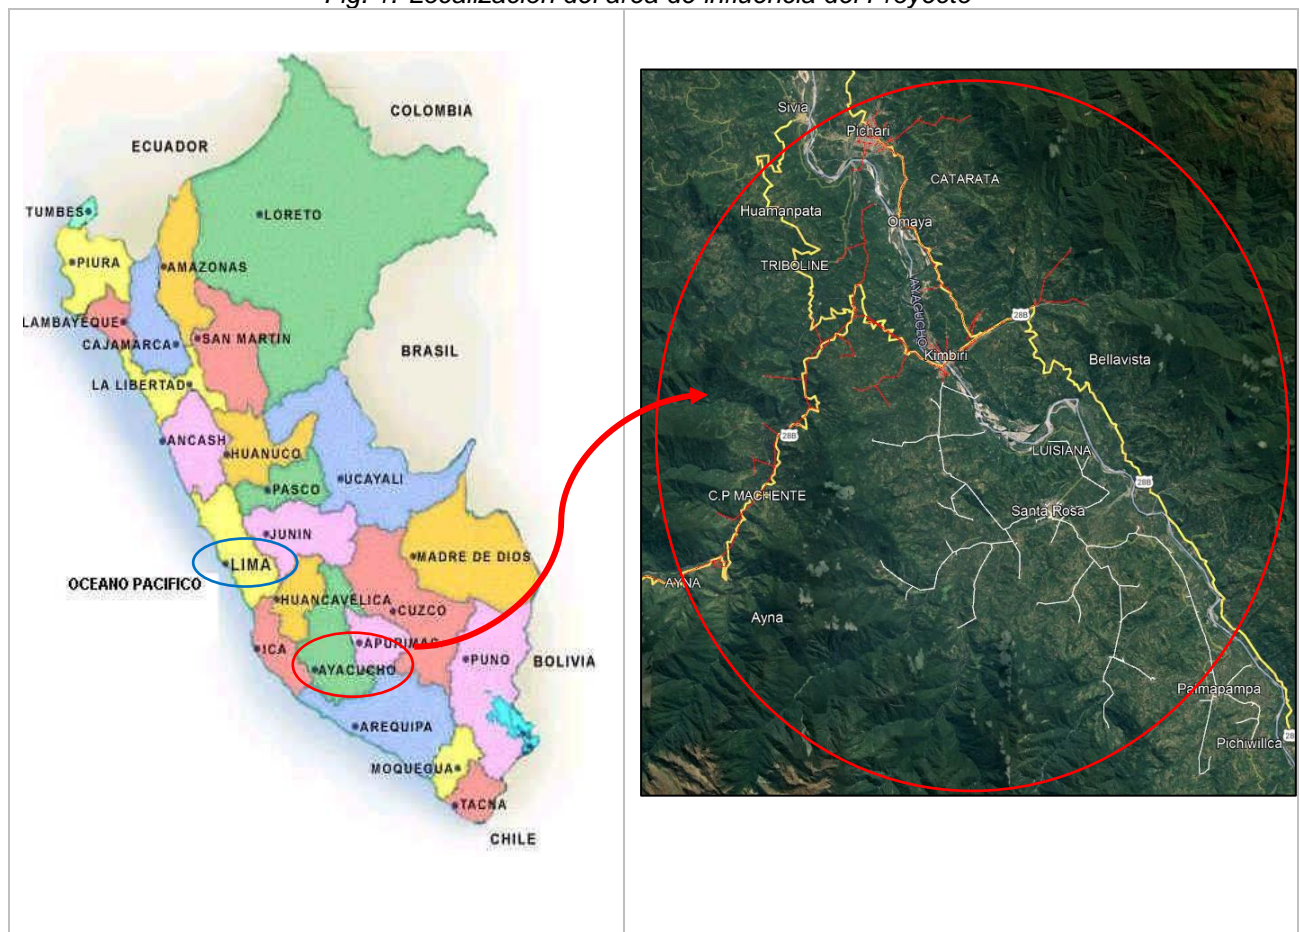 Fig. 1: Localización del área de influencia del Proyecto
COLOMBIA
ECUADOR
TUMBES
LORETO
PIURA
AMAZONAS
LAMBAYEQUE
SAN MARTIN
CAJAMARCA
BRASIL
LA LIBERTAD
ANCASH
HUANUCO
UCAYALI
PASCO
JUNIN
MADRE DE DIOS
LIMA
OCEANO PACIFICO
HUANCAVELICA
CUZCO
ICA
APURIMAC
PUNO
BOLIVIA
AYACUCHO
AREQUIPA
MOQUEGUA
TACNA
CHILE
Sivia
Pichari
CATARATA
Huamanpata
Omaya
TRIBOLINE
AYACUCHO
28B
Kimbiri
Bellavista
28B
LUISIANA
28B
C.P MACHENTE
Santa Rosa
AYNA
Ayna
Palmapampa
Pichiwillca
28